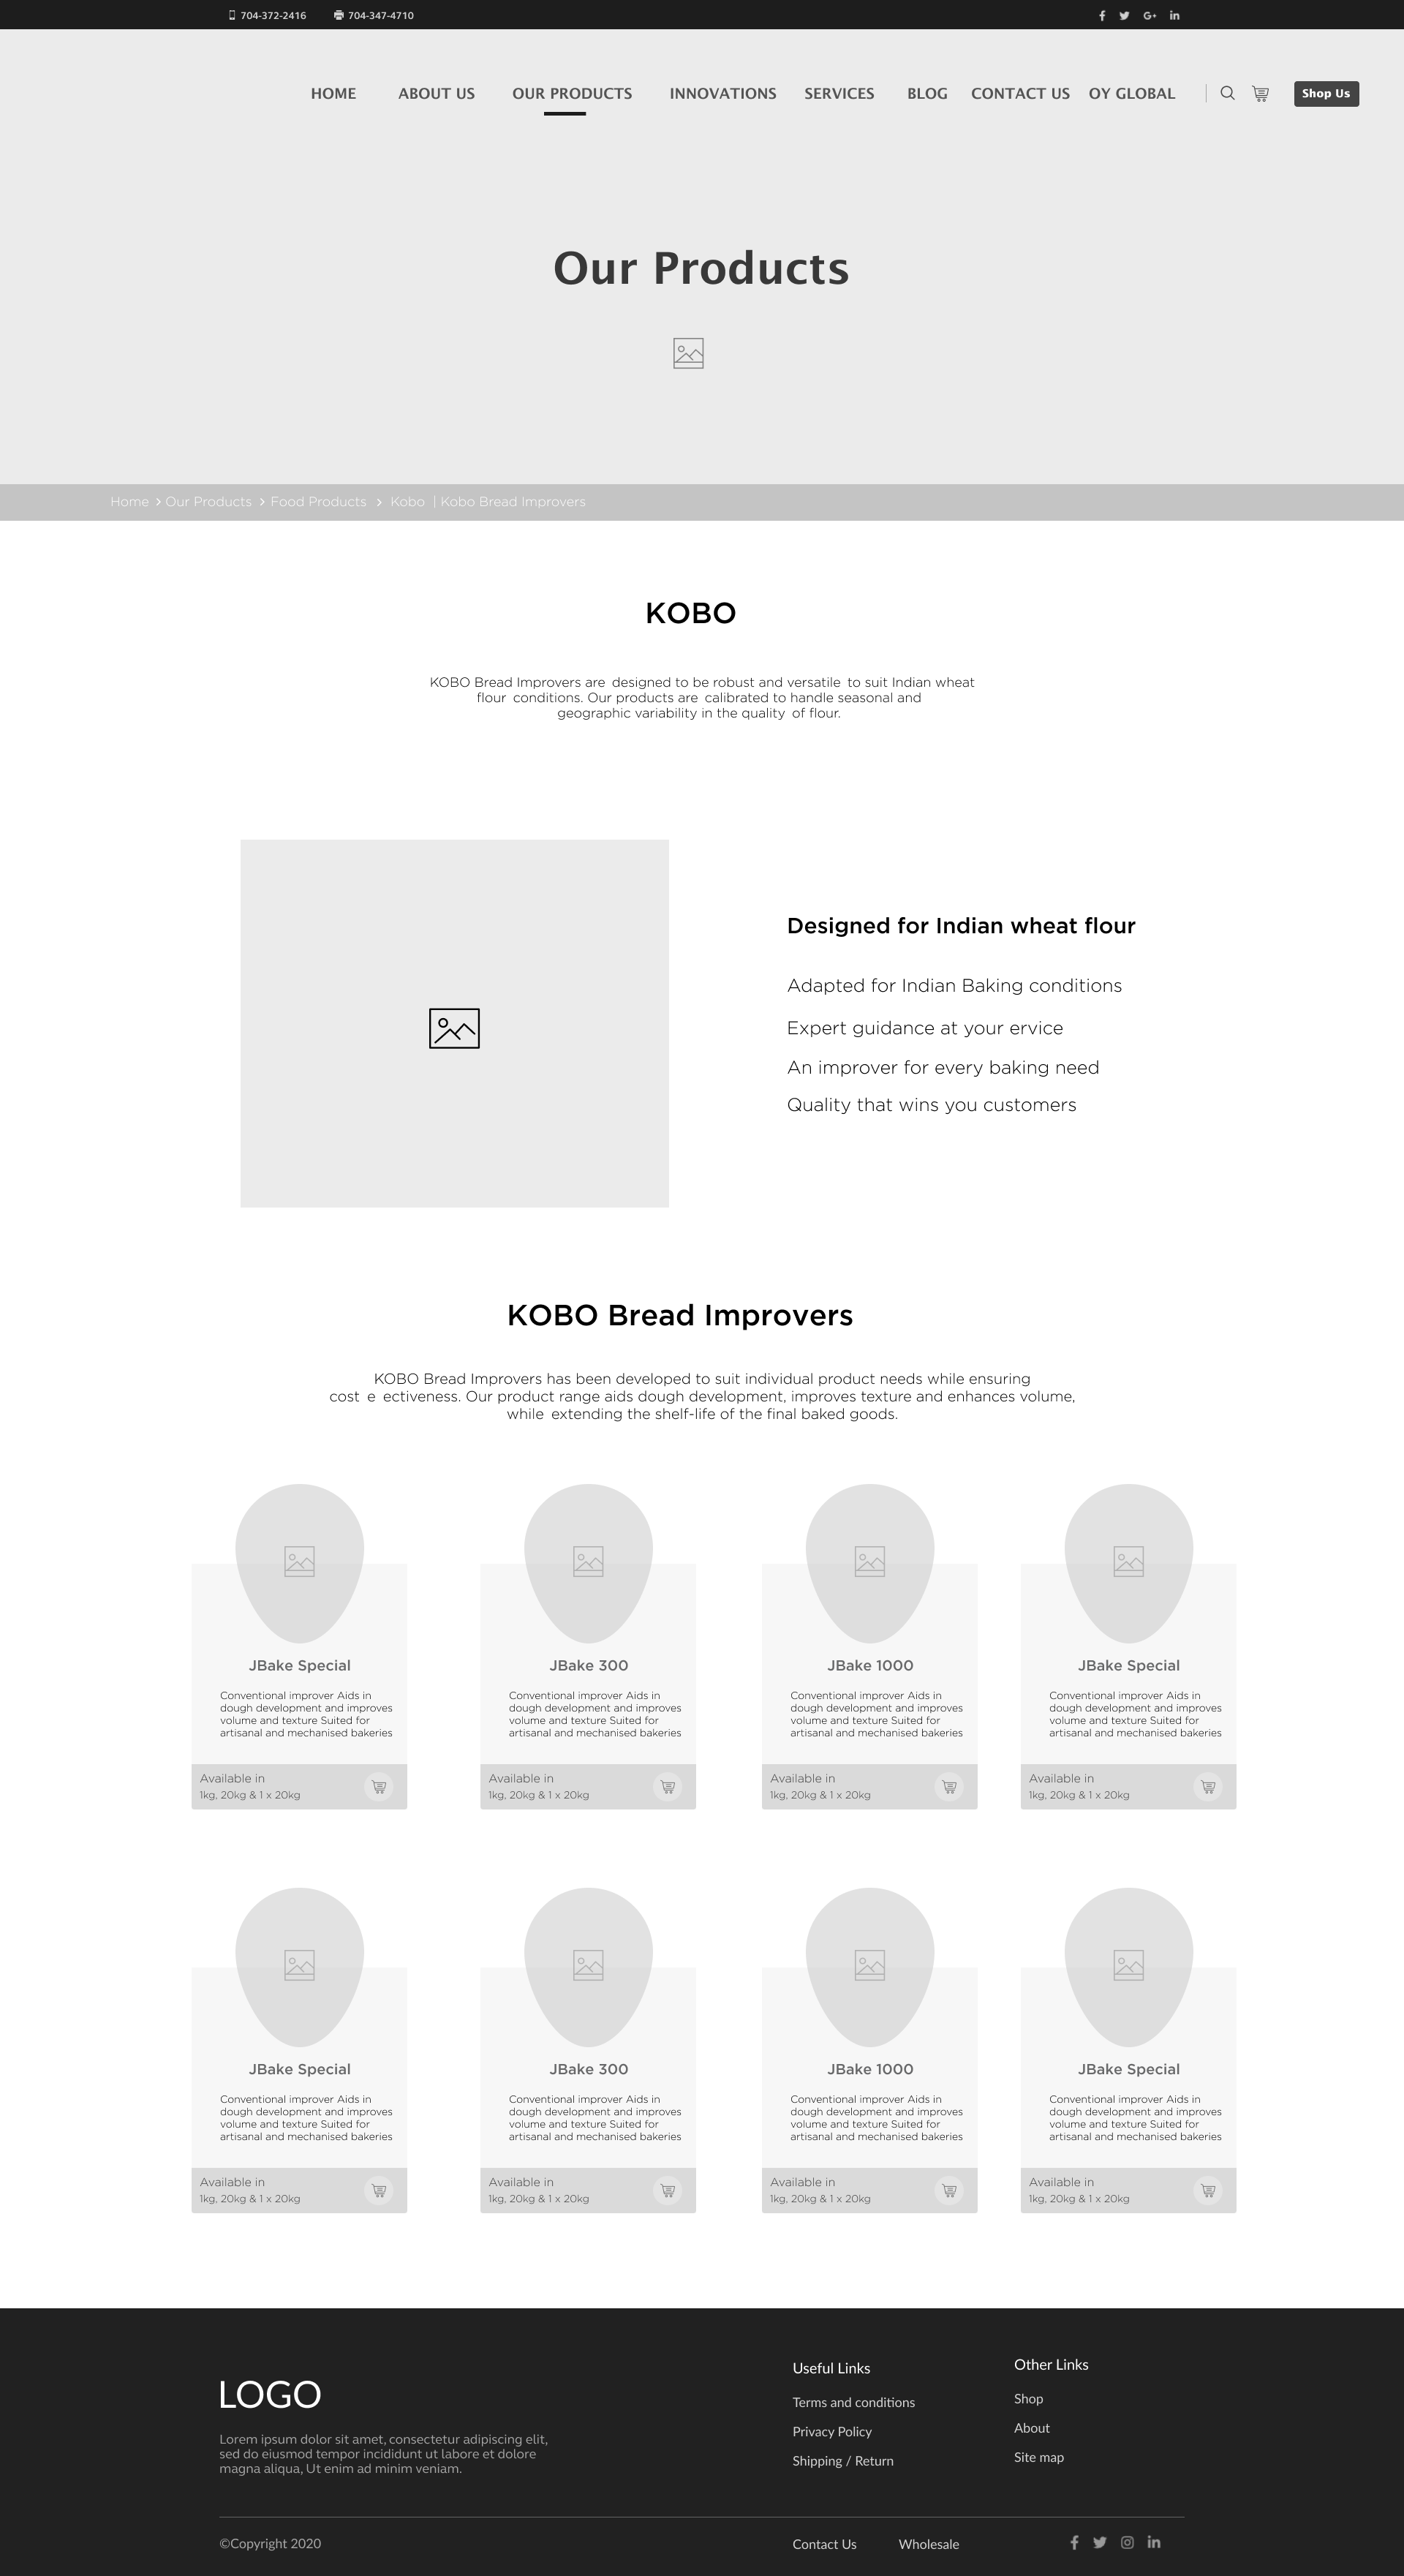 704-372-2416 704-347-4710
HOME ABOUT US OUR PRODUCTS INNOVATIONS SERVICES BLOG CONTACT US OY GLOBAL Shop Us
Our Products
Home > Our Products > Food Products > Kobo | Kobo Bread Improvers
KOBO
KOBO Bread Improvers are designed to be robust and versatile to suit Indian wheat
flour conditions. Our products are calibrated to handle seasonal and
geographic variability in the quality of flour.
Designed for Indian wheat flour
Adapted for Indian Baking conditions
Expert guidance at your ervice
An improver for every baking need
Quality that wins you customers
KOBO Bread Improvers
KOBO Bread Improvers has been developed to suit individual product needs while ensuring
cost e ectiveness. Our product range aids dough development, improves texture and enhances volume,
while extending the shelf-life of the final baked goods.
JBake Special
Conventional improver Aids in
dough development and improves
volume and texture Suited for
artisanal and mechanised bakeries
Available in
1kg, 20kg & 1 x 20kg
JBake 300
Conventional improver Aids in
dough development and improves
volume and texture Suited for
artisanal and mechanised bakeries
Available in
1kg, 20kg & 1 x 20kg
JBake 1000
Conventional improver Aids in
dough development and improves
volume and texture Suited for
artisanal and mechanised bakeries
Available in
1kg, 20kg & 1 x 20kg
JBake Special
Conventional improver Aids in
dough development and improves
volume and texture Suited for
artisanal and mechanised bakeries
Available in
1kg, 20kg & 1 x 20kg
JBake Special
Conventional improver Aids in
dough development and improves
volume and texture Suited for
artisanal and mechanised bakeries
Available in
1kg, 20kg & 1 x 20kg
JBake 300
Conventional improver Aids in
dough development and improves
volume and texture Suited for
artisanal and mechanised bakeries
Available in
1kg, 20kg & 1 x 20kg
JBake 1000
Conventional improver Aids in
dough development and improves
volume and texture Suited for
artisanal and mechanised bakeries
Available in
1kg, 20kg & 1 x 20kg
JBake Special
Conventional improver Aids in
dough development and improves
volume and texture Suited for
artisanal and mechanised bakeries
Available in
1kg, 20kg & 1 x 20kg
LOGO
Lorem ipsum dolor sit amet, consectetur adipiscing elit,
sed do eiusmod tempor incididunt ut labore et dolore
magna aliqua, Ut enim ad minim veniam.
Useful Links
Terms and conditions
Privacy Policy
Shipping / Return
Other Links
Shop
About
Site map
©Copyright 2020
Contact Us Wholesale